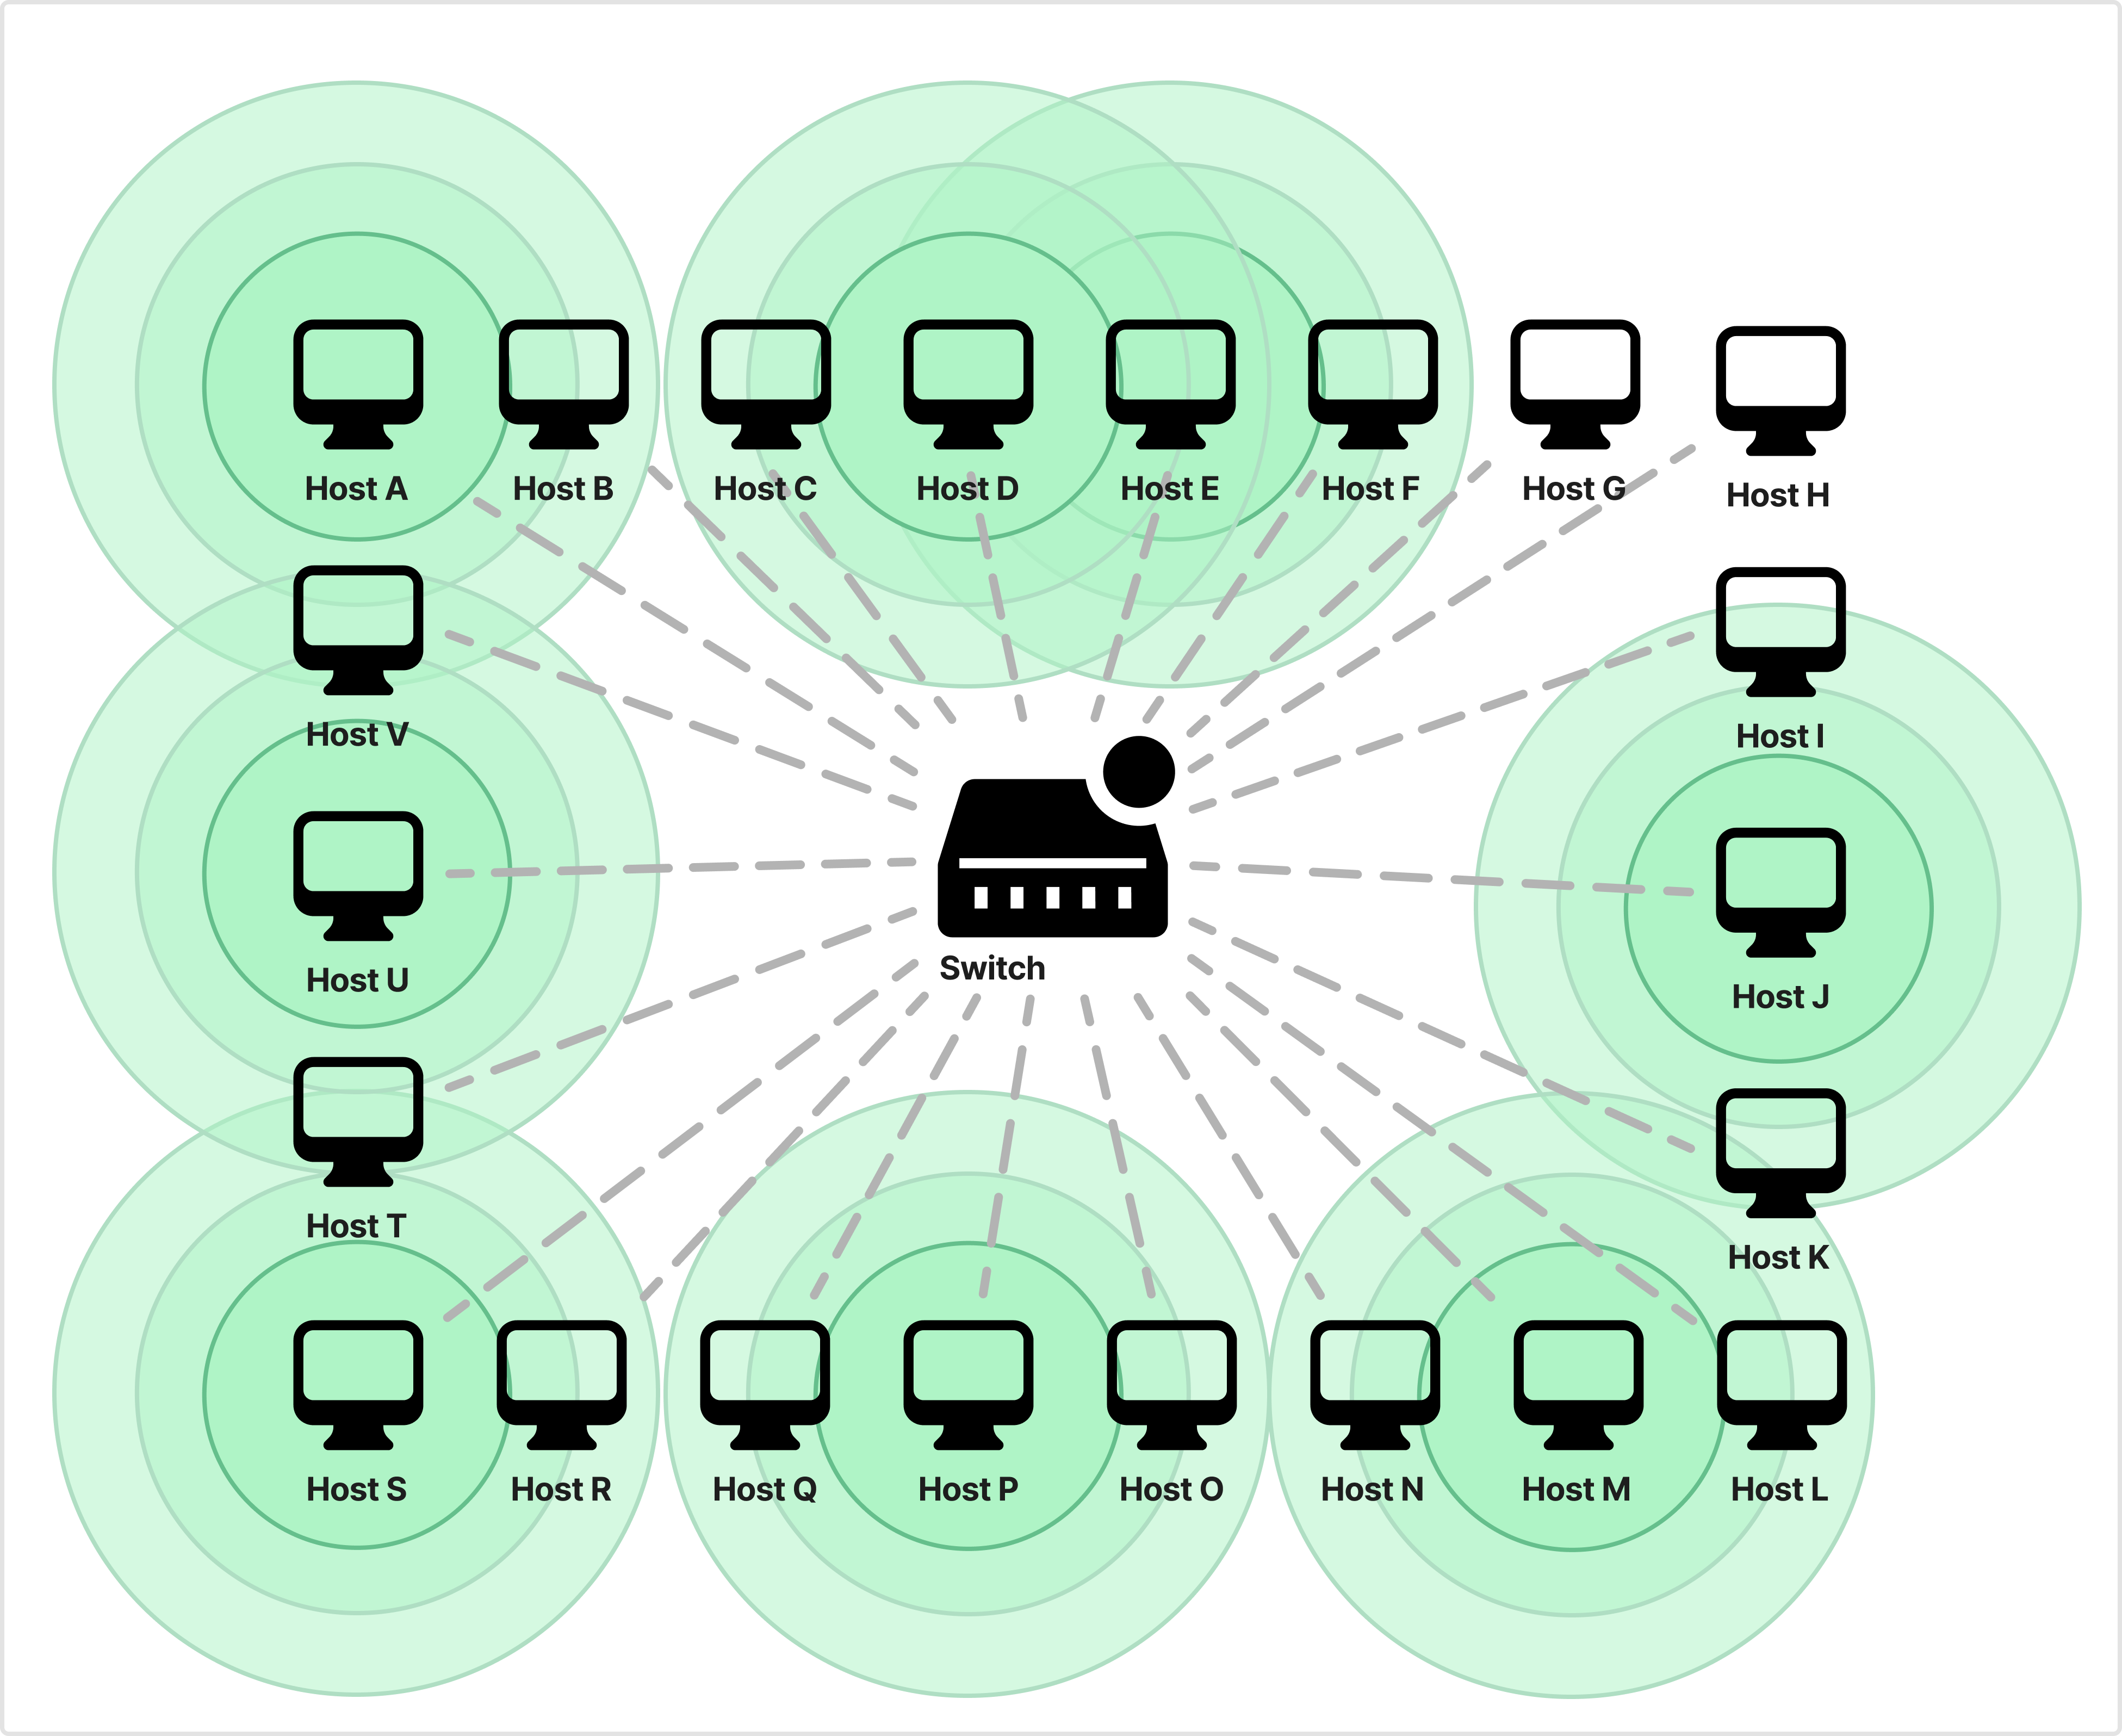 Host A
Host B
Host C
Host D
Host E
Host F
Host G
Host H
Host V
Host I
Host U
Switch
Host J
Host T
Host K
Host S
Host R
Host Q
Host P
Host O
Host N
Host M
Host L